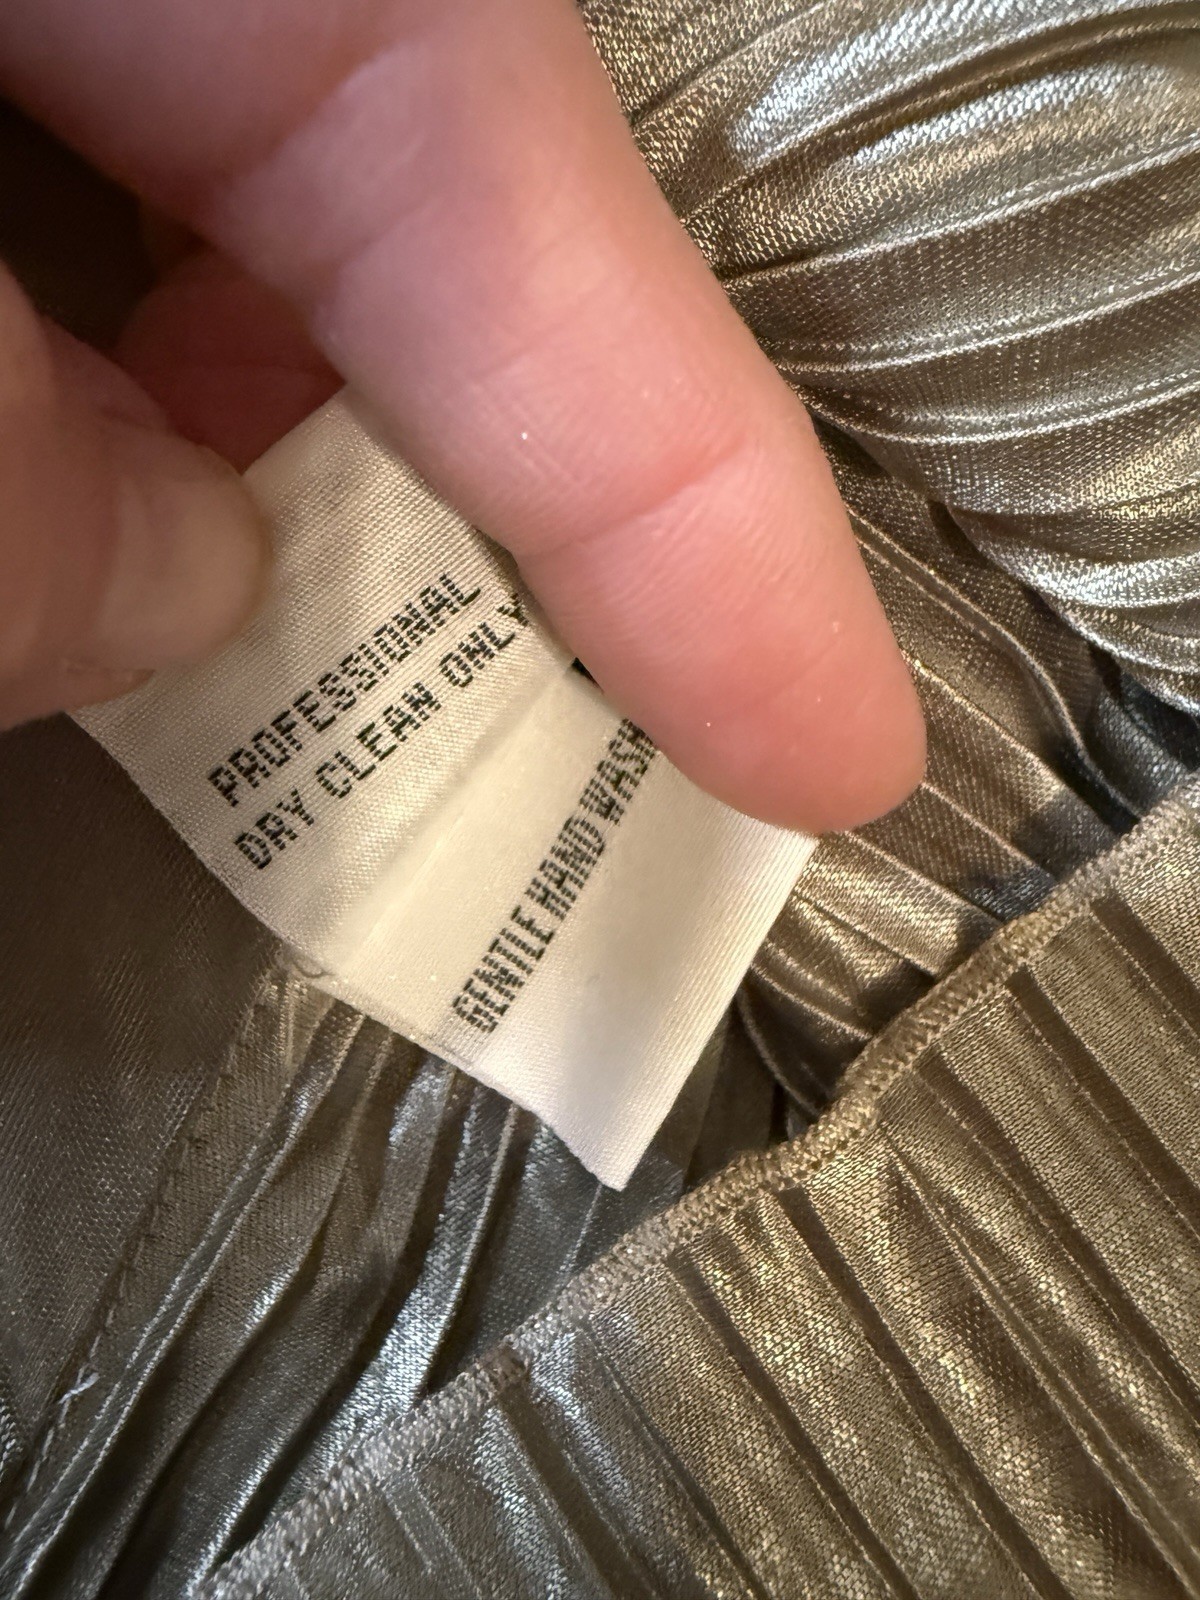 PROFESSIONAL
DRY CLEAN ONLY
GENTLE HAND WASH